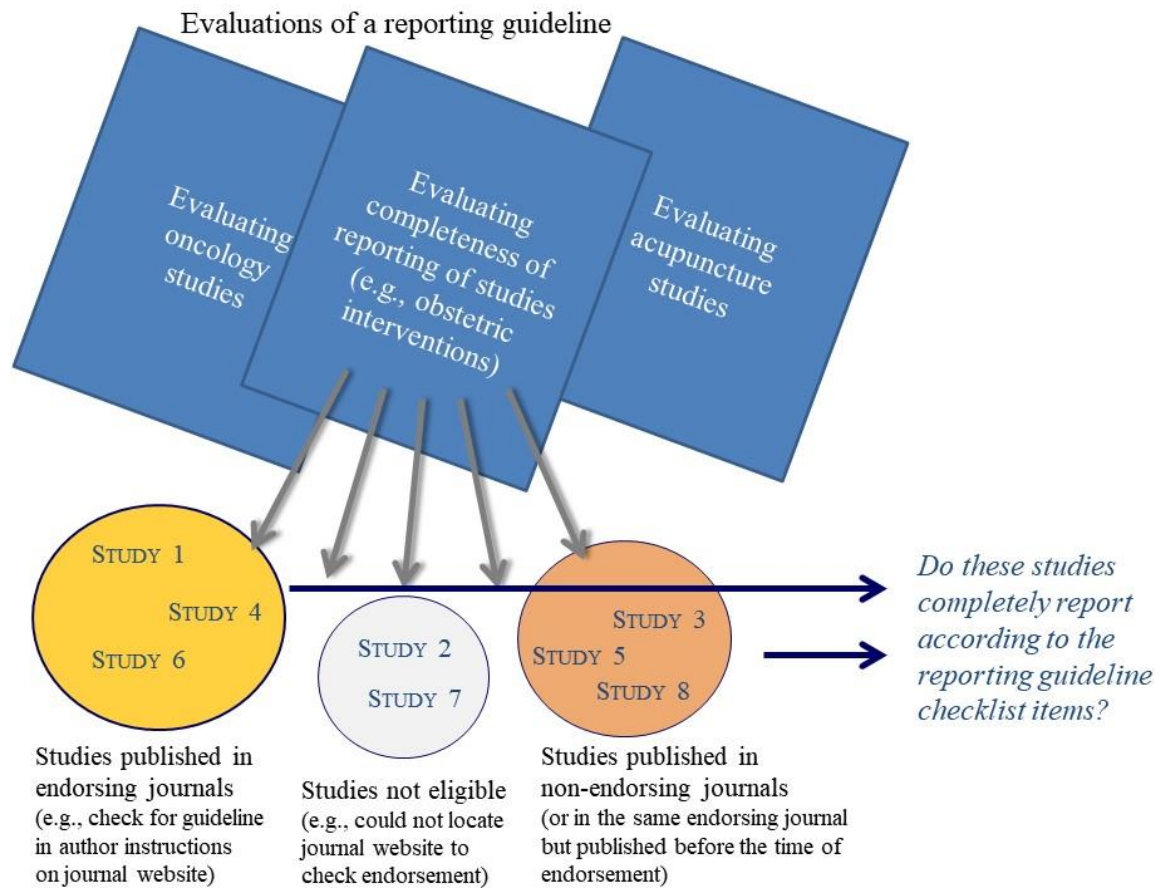 Evaluations of a reporting guideline
Evaluating
oncology
studies
Evaluating
completeness of
reporting of studies
(e.g., obstetric
interventions)
Evaluating
acupuncture
studies
STUDY 1
STUDY 4
STUDY 6
STUDY 2
STUDY 7
STUDY 3
STUDY 5
STUDY 8
Do these studies
completely report
according to the
reporting guideline
checklist items?
Studies published in
endorsing journals
(e.g., check for guideline
in author instructions
on journal website)
Studies not eligible
(e.g., could not locate
journal website to
check endorsement)
Studies published in
non-endorsing journals
(or in the same endorsing journal
but published before the time of
endorsement)